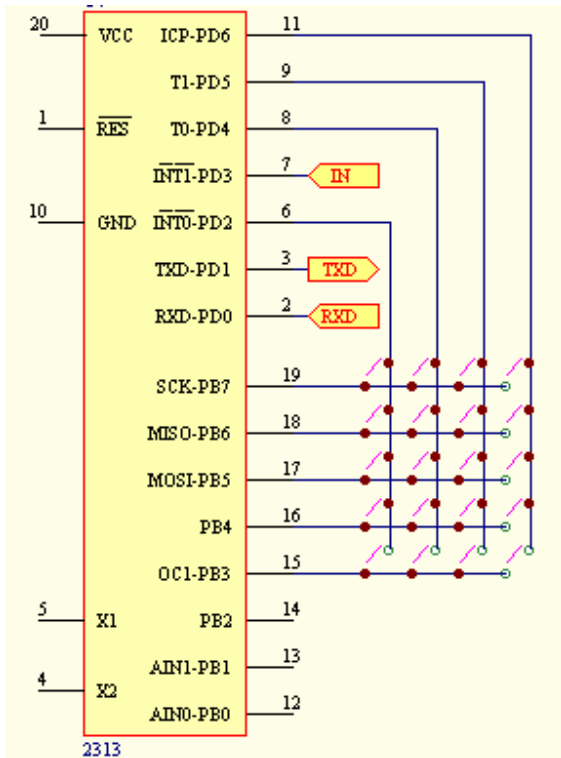 20 VCC ICP-PD6 11
T1-PD5 9
1 RES T0-PD4 8
INT1-PD3 7 IN
10 GND INT0-PD2 6
TXD-PD1 3 TXD
RXD-PD0 2 RXD
SCK-PB7 19
MISO-PB6 18
MOSI-PB5 17
PB4 16
OC1-PB3 15
5 X1 PB2 14
AIN1-PB1 13
4 X2
AIN0-PB0 12
2313